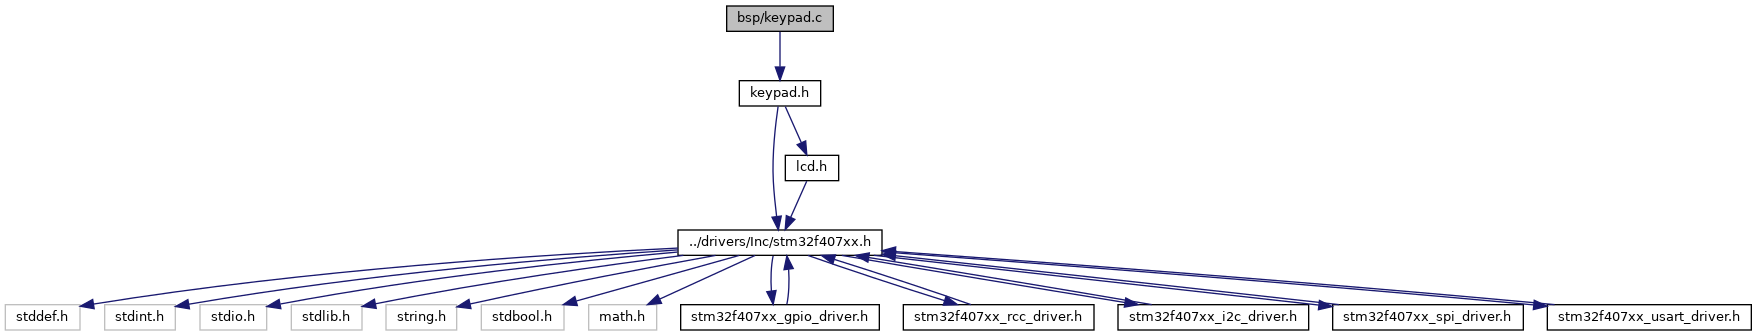 bsp/keypad.c
keypad.h
lcd.h
../drivers/Inc/stm32f407xx.h
stddef.h
stdint.h
stdio.h
stdlib.h
string.h
stdbool.h
math.h
stm32f407xx_gpio_driver.h
stm32f407xx_rcc_driver.h
stm32f407xx_i2c_driver.h
stm32f407xx_spi_driver.h
stm32f407xx_usart_driver.h